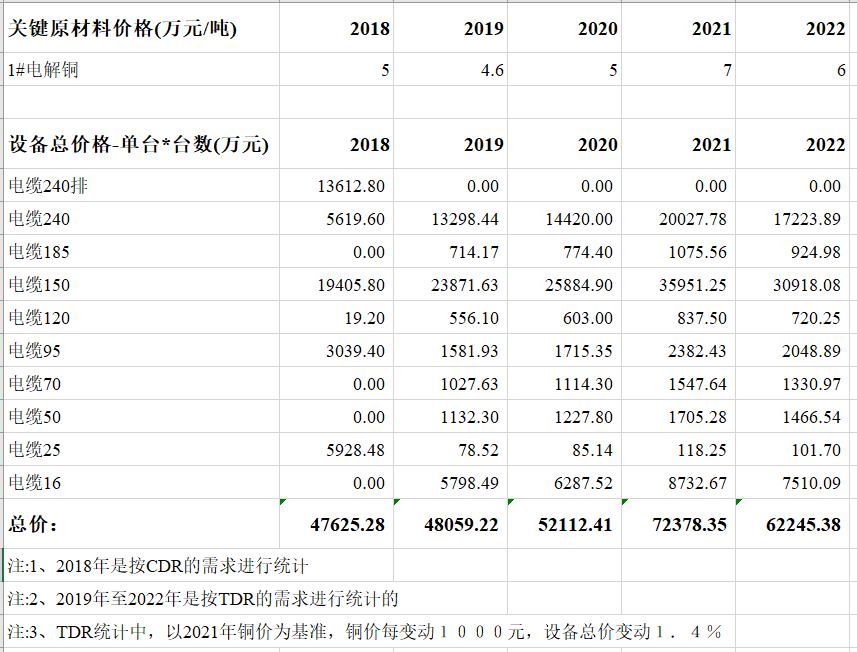 关键原材料价格(万元/吨) 2018 2019 2020 2021 2022
1#电解铜 5 4.6 5 7 6
设备总价格-单台*台数(万元) 2018 2019 2020 2021 2022
电缆240排 13612.80 0.00 0.00 0.00 0.00
电缆240 5619.60 13298.44 14420.00 20027.78 17223.89
电缆185 0.00 714.17 774.40 1075.56 924.98
电缆150 19405.80 23871.63 25884.90 35951.25 30918.08
电缆120 19.20 556.10 603.00 837.50 720.25
电缆95 3039.40 1581.93 1715.35 2382.43 2048.89
电缆70 0.00 1027.63 1114.30 1547.64 1330.97
电缆50 0.00 1132.30 1227.80 1705.28 1466.54
电缆25 5928.48 78.52 85.14 118.25 101.70
电缆16 0.00 5798.49 6287.52 8732.67 7510.09
总价： 47625.28 48059.22 52112.41 72378.35 62245.38
注:1、2018年是按CDR的需求进行统计
注:2、2019年至2022年是按TDR的需求进行统计的
注:3、TDR统计中，以2021年铜价为基准，铜价每变动１０００元，设备总价变动１．４％